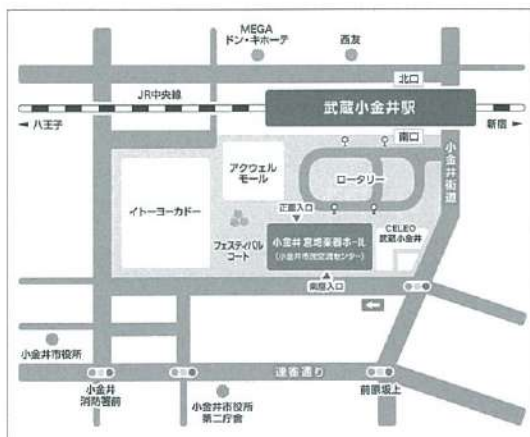 MEGA
ドン・キホーテ
西友
北口
JR中央線
武蔵小金井駅
八王子
新宿
南口
小金井街道
アクウェル
モール
ロータリー
イトーヨーカドー
正面入口
フェスティバル
コート
小金井 宮地楽器ホール
(小金井市民交流センター)
CELEO
武蔵小金井
南側入口
小金井市役所
連雀通り
小金井
消防署前
小金井市役所
第二庁舎
前原坂上